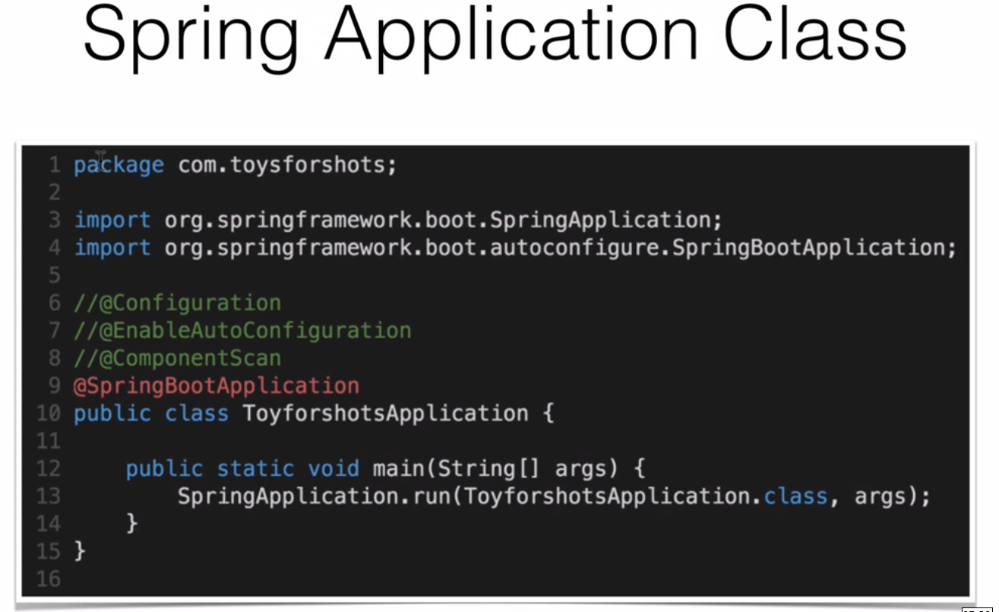 Spring Application Class
1 package com.toysforshots;
2
3 import org.springframework.boot.SpringApplication;
4 import org.springframework.boot.autoconfigure.SpringBootApplication;
5
6 //@Configuration
7 //@EnableAutoConfiguration
8 //@ComponentScan
9 @SpringBootApplication
10 public class ToyforshotsApplication {
11
12     public static void main(String[] args) {
13         SpringApplication.run(ToyforshotsApplication.class, args);
14     }
15 }
16